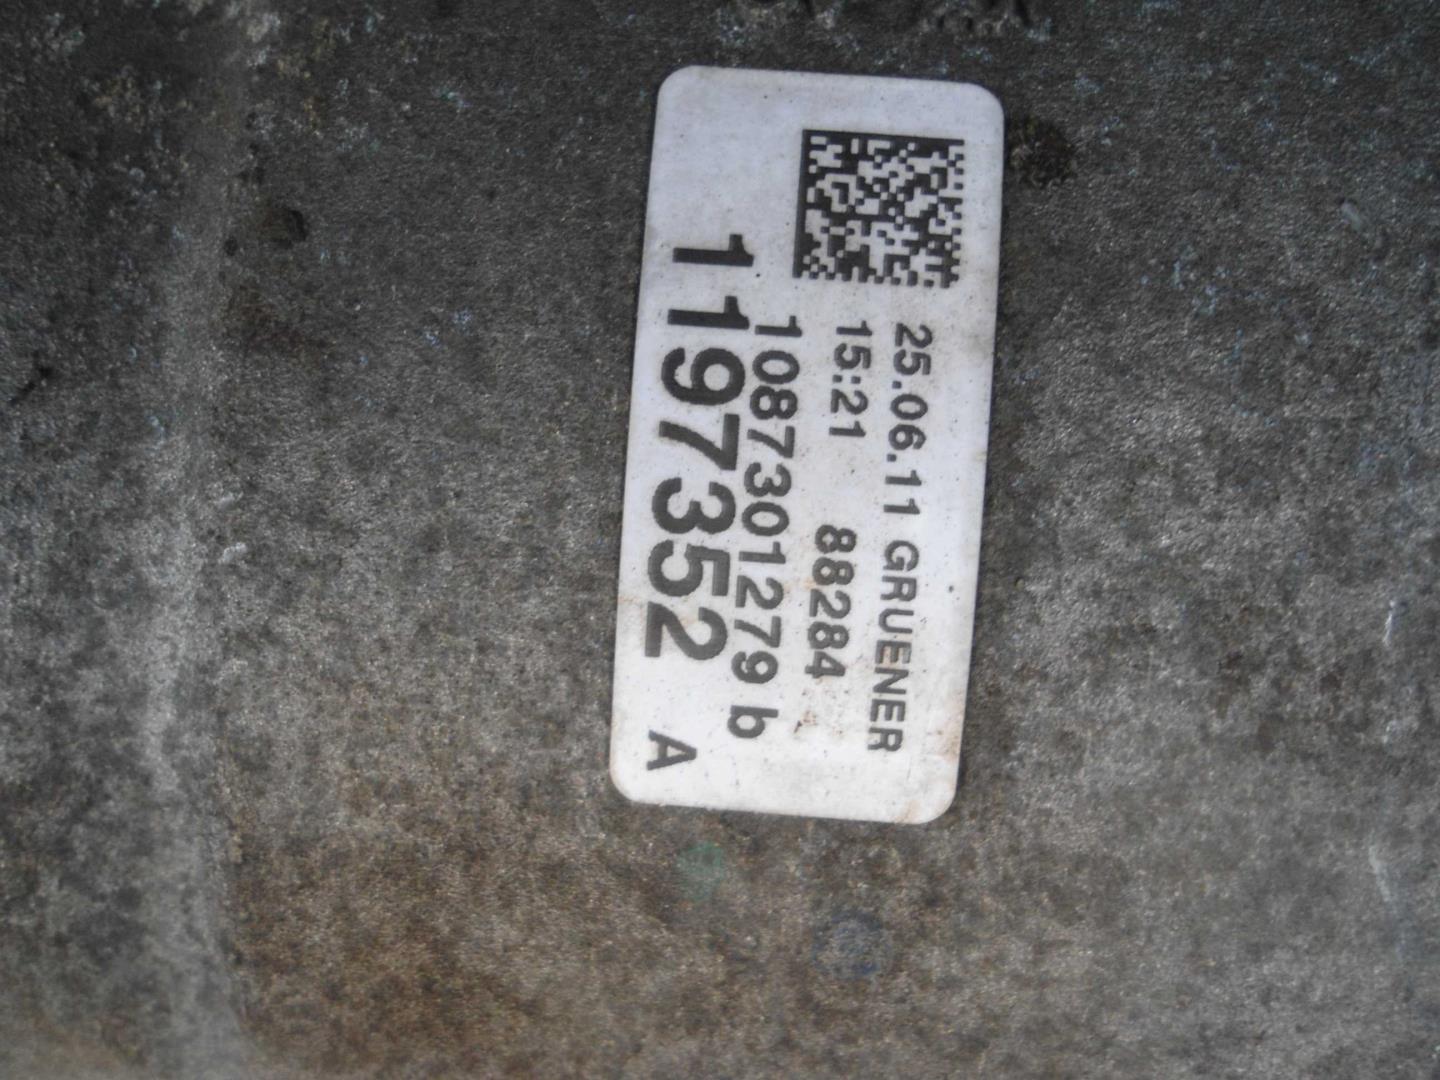 25.06.11 GRUENER
15:21 88284
1087301279 b
1197352 A